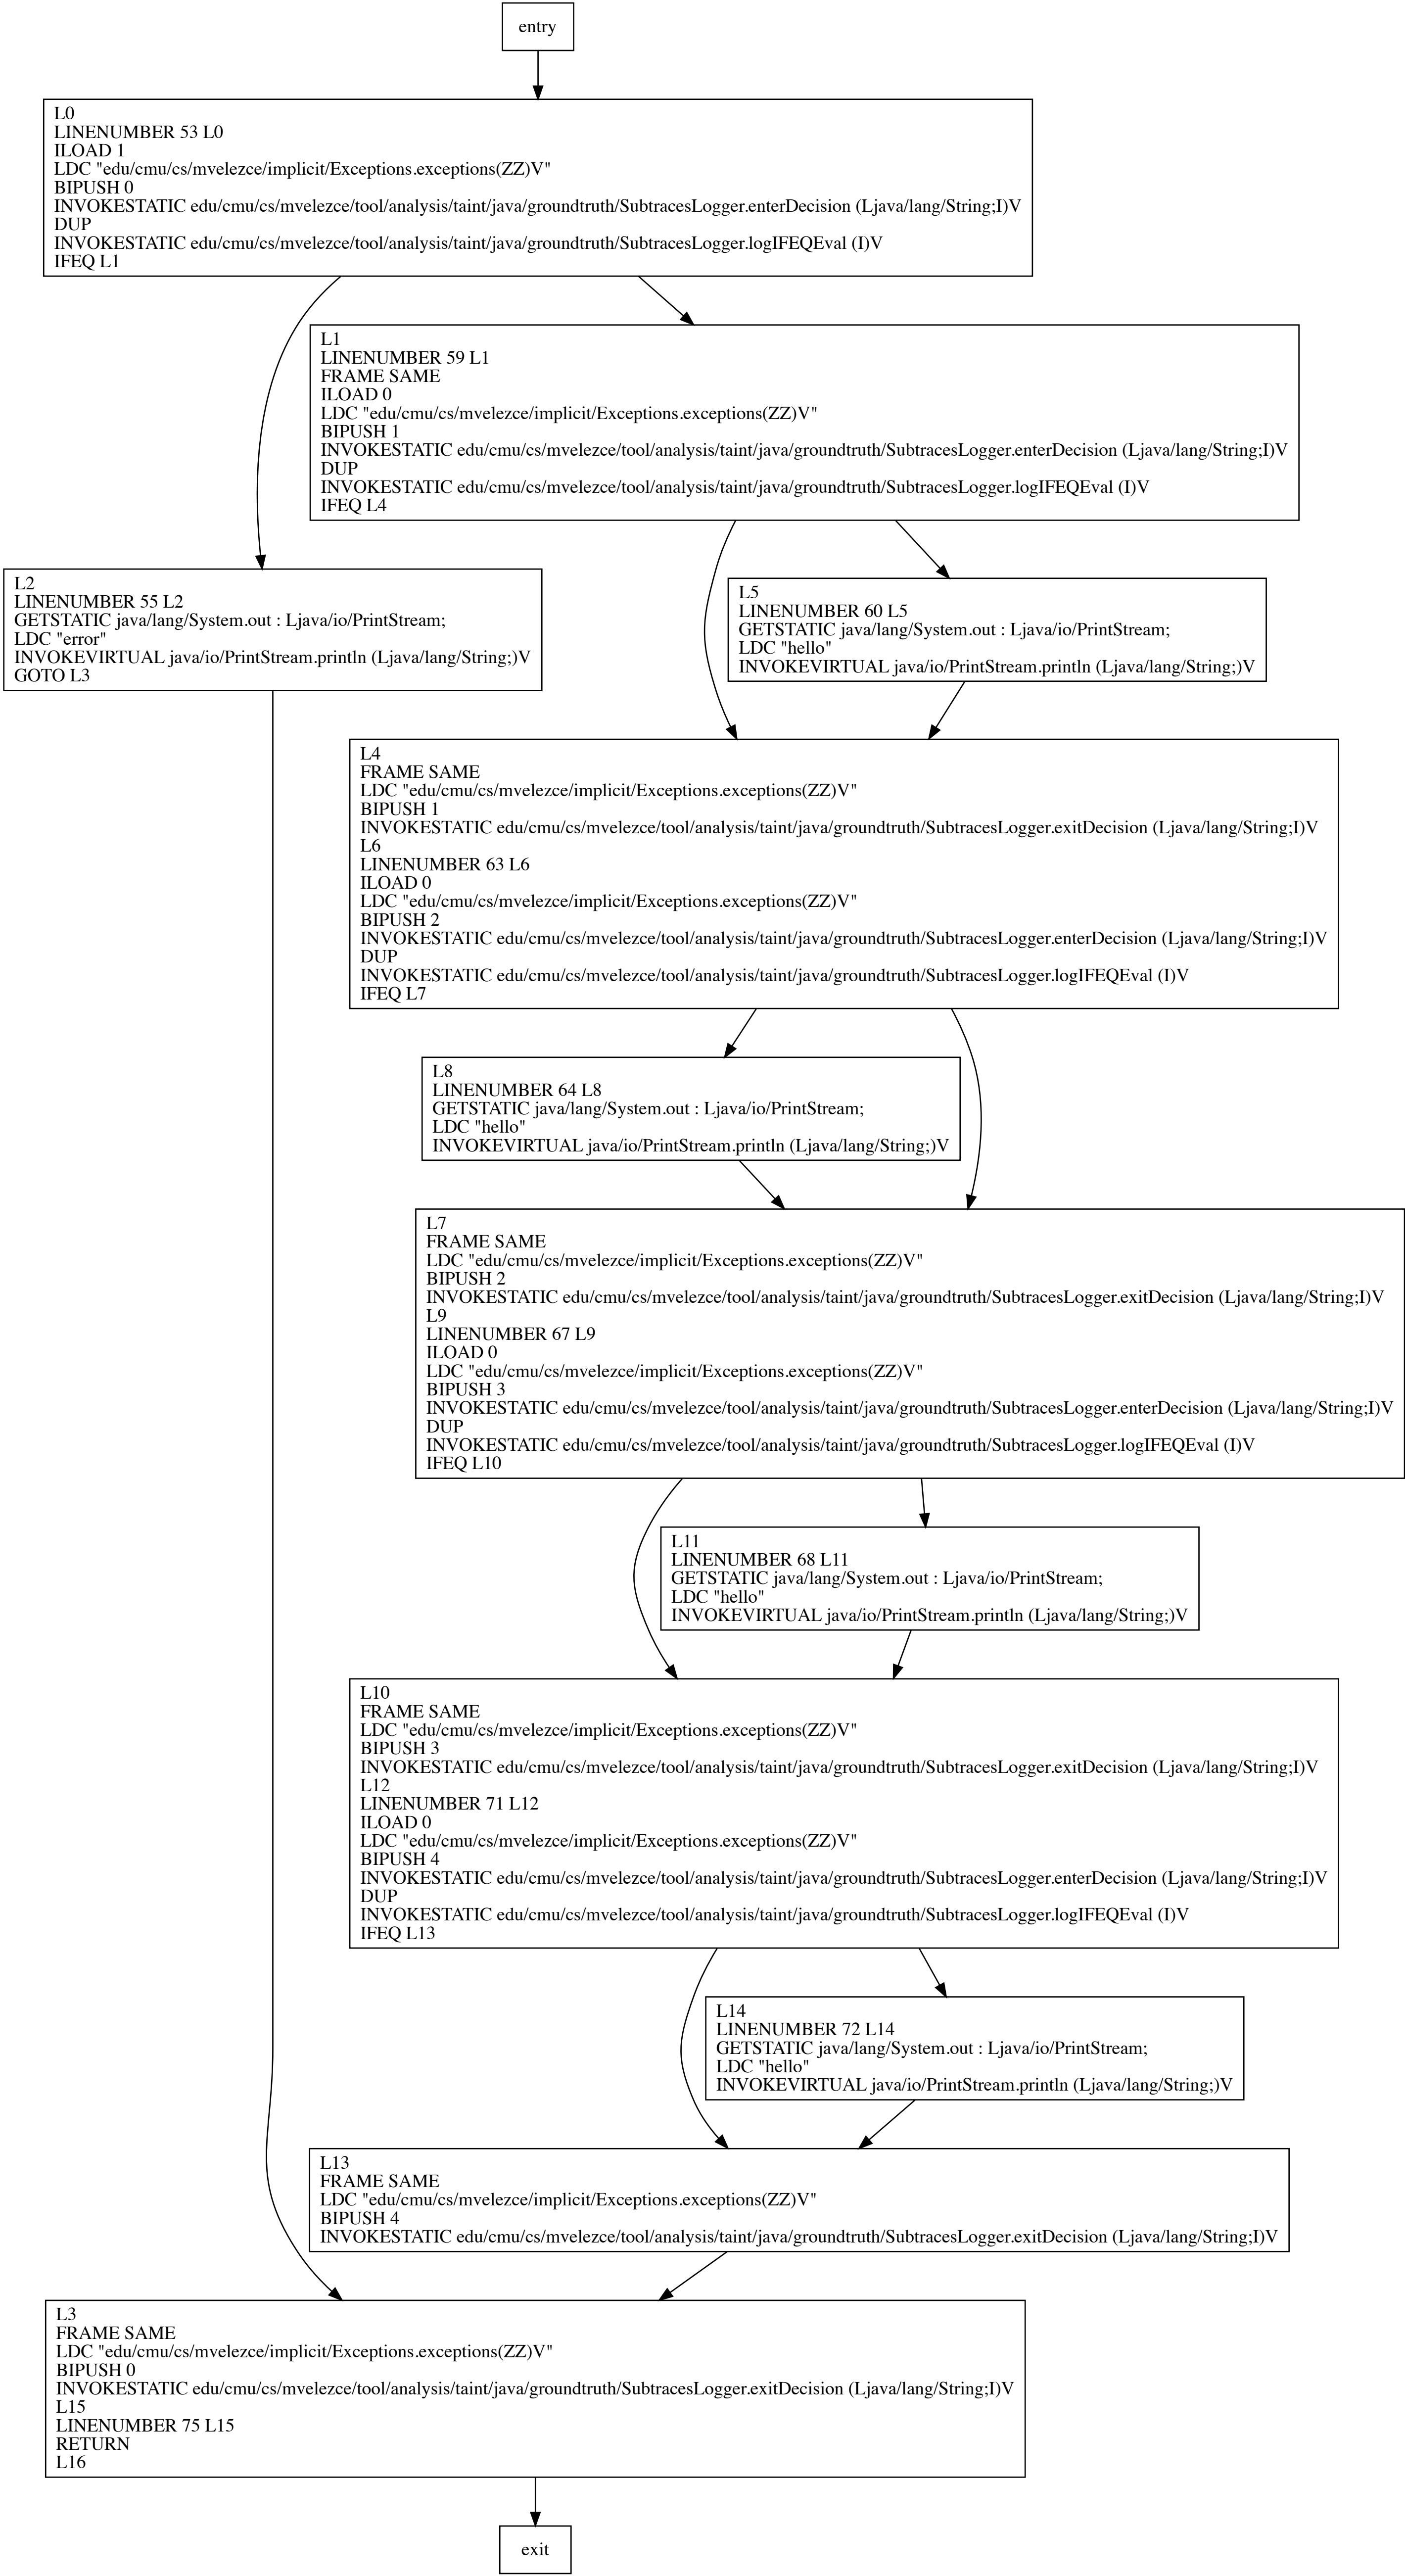 entry
L0
LINENUMBER 53 L0
ILOAD 1
LDC "edu/cmu/cs/mvelezce/implicit/Exceptions.exceptions(ZZ)V"
BIPUSH 0
INVOKESTATIC edu/cmu/cs/mvelezce/tool/analysis/taint/java/groundtruth/SubtracesLogger.enterDecision (Ljava/lang/String;I)V
DUP
INVOKESTATIC edu/cmu/cs/mvelezce/tool/analysis/taint/java/groundtruth/SubtracesLogger.logIFEQEval (I)V
IFEQ L1
L1
LINENUMBER 59 L1
FRAME SAME
ILOAD 0
LDC "edu/cmu/cs/mvelezce/implicit/Exceptions.exceptions(ZZ)V"
BIPUSH 1
INVOKESTATIC edu/cmu/cs/mvelezce/tool/analysis/taint/java/groundtruth/SubtracesLogger.enterDecision (Ljava/lang/String;I)V
DUP
INVOKESTATIC edu/cmu/cs/mvelezce/tool/analysis/taint/java/groundtruth/SubtracesLogger.logIFEQEval (I)V
IFEQ L4
L2
LINENUMBER 55 L2
GETSTATIC java/lang/System.out : Ljava/io/PrintStream;
LDC "error"
INVOKEVIRTUAL java/io/PrintStream.println (Ljava/lang/String;)V
GOTO L3
L5
LINENUMBER 60 L5
GETSTATIC java/lang/System.out : Ljava/io/PrintStream;
LDC "hello"
INVOKEVIRTUAL java/io/PrintStream.println (Ljava/lang/String;)V
L4
FRAME SAME
LDC "edu/cmu/cs/mvelezce/implicit/Exceptions.exceptions(ZZ)V"
BIPUSH 1
INVOKESTATIC edu/cmu/cs/mvelezce/tool/analysis/taint/java/groundtruth/SubtracesLogger.exitDecision (Ljava/lang/String;I)V
L6
LINENUMBER 63 L6
ILOAD 0
LDC "edu/cmu/cs/mvelezce/implicit/Exceptions.exceptions(ZZ)V"
BIPUSH 2
INVOKESTATIC edu/cmu/cs/mvelezce/tool/analysis/taint/java/groundtruth/SubtracesLogger.enterDecision (Ljava/lang/String;I)V
DUP
INVOKESTATIC edu/cmu/cs/mvelezce/tool/analysis/taint/java/groundtruth/SubtracesLogger.logIFEQEval (I)V
IFEQ L7
L8
LINENUMBER 64 L8
GETSTATIC java/lang/System.out : Ljava/io/PrintStream;
LDC "hello"
INVOKEVIRTUAL java/io/PrintStream.println (Ljava/lang/String;)V
L7
FRAME SAME
LDC "edu/cmu/cs/mvelezce/implicit/Exceptions.exceptions(ZZ)V"
BIPUSH 2
INVOKESTATIC edu/cmu/cs/mvelezce/tool/analysis/taint/java/groundtruth/SubtracesLogger.exitDecision (Ljava/lang/String;I)V
L9
LINENUMBER 67 L9
ILOAD 0
LDC "edu/cmu/cs/mvelezce/implicit/Exceptions.exceptions(ZZ)V"
BIPUSH 3
INVOKESTATIC edu/cmu/cs/mvelezce/tool/analysis/taint/java/groundtruth/SubtracesLogger.enterDecision (Ljava/lang/String;I)V
DUP
INVOKESTATIC edu/cmu/cs/mvelezce/tool/analysis/taint/java/groundtruth/SubtracesLogger.logIFEQEval (I)V
IFEQ L10
L11
LINENUMBER 68 L11
GETSTATIC java/lang/System.out : Ljava/io/PrintStream;
LDC "hello"
INVOKEVIRTUAL java/io/PrintStream.println (Ljava/lang/String;)V
L10
FRAME SAME
LDC "edu/cmu/cs/mvelezce/implicit/Exceptions.exceptions(ZZ)V"
BIPUSH 3
INVOKESTATIC edu/cmu/cs/mvelezce/tool/analysis/taint/java/groundtruth/SubtracesLogger.exitDecision (Ljava/lang/String;I)V
L12
LINENUMBER 71 L12
ILOAD 0
LDC "edu/cmu/cs/mvelezce/implicit/Exceptions.exceptions(ZZ)V"
BIPUSH 4
INVOKESTATIC edu/cmu/cs/mvelezce/tool/analysis/taint/java/groundtruth/SubtracesLogger.enterDecision (Ljava/lang/String;I)V
DUP
INVOKESTATIC edu/cmu/cs/mvelezce/tool/analysis/taint/java/groundtruth/SubtracesLogger.logIFEQEval (I)V
IFEQ L13
L14
LINENUMBER 72 L14
GETSTATIC java/lang/System.out : Ljava/io/PrintStream;
LDC "hello"
INVOKEVIRTUAL java/io/PrintStream.println (Ljava/lang/String;)V
L13
FRAME SAME
LDC "edu/cmu/cs/mvelezce/implicit/Exceptions.exceptions(ZZ)V"
BIPUSH 4
INVOKESTATIC edu/cmu/cs/mvelezce/tool/analysis/taint/java/groundtruth/SubtracesLogger.exitDecision (Ljava/lang/String;I)V
L3
FRAME SAME
LDC "edu/cmu/cs/mvelezce/implicit/Exceptions.exceptions(ZZ)V"
BIPUSH 0
INVOKESTATIC edu/cmu/cs/mvelezce/tool/analysis/taint/java/groundtruth/SubtracesLogger.exitDecision (Ljava/lang/String;I)V
L15
LINENUMBER 75 L15
RETURN
L16
exit